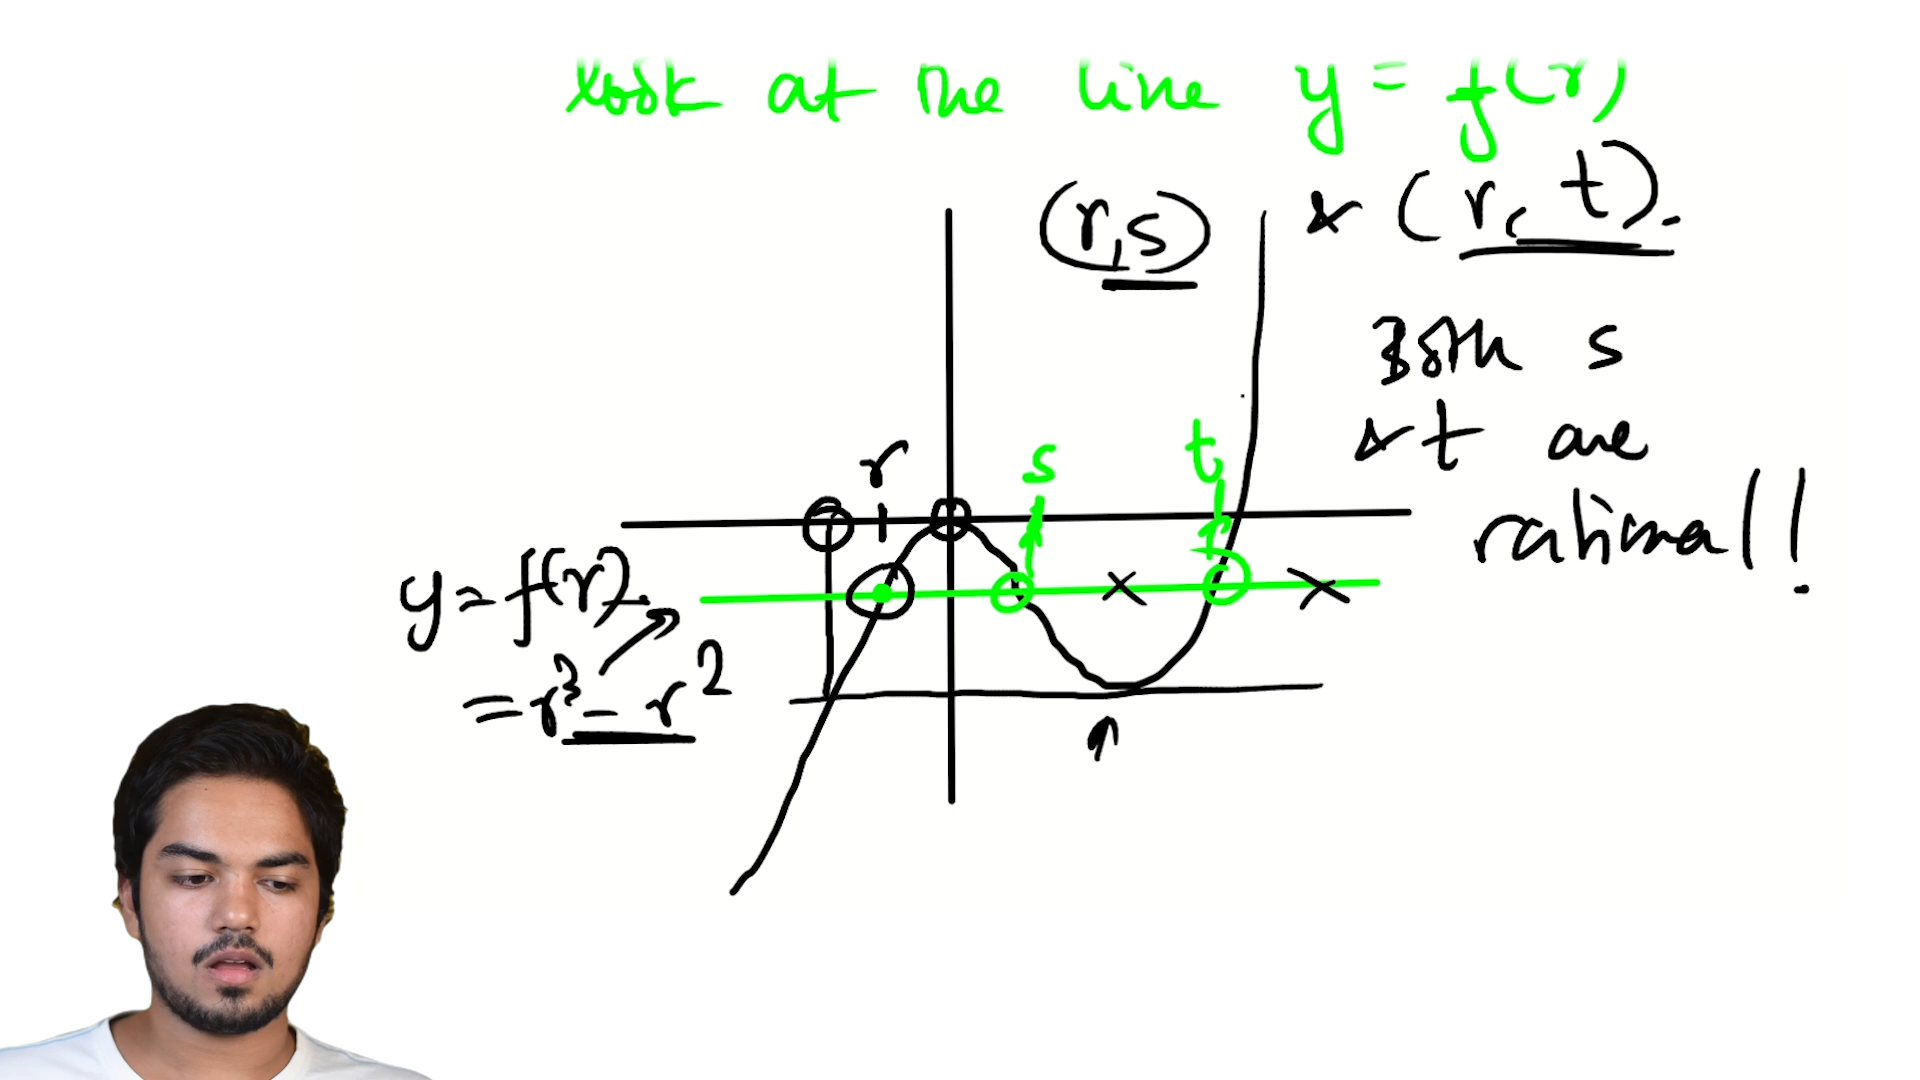 look at the line y = f(r)
(r,s) & (r, t).
Both s
& t are
rational!!
r
s
t
y = f(r).
= r³ - r²